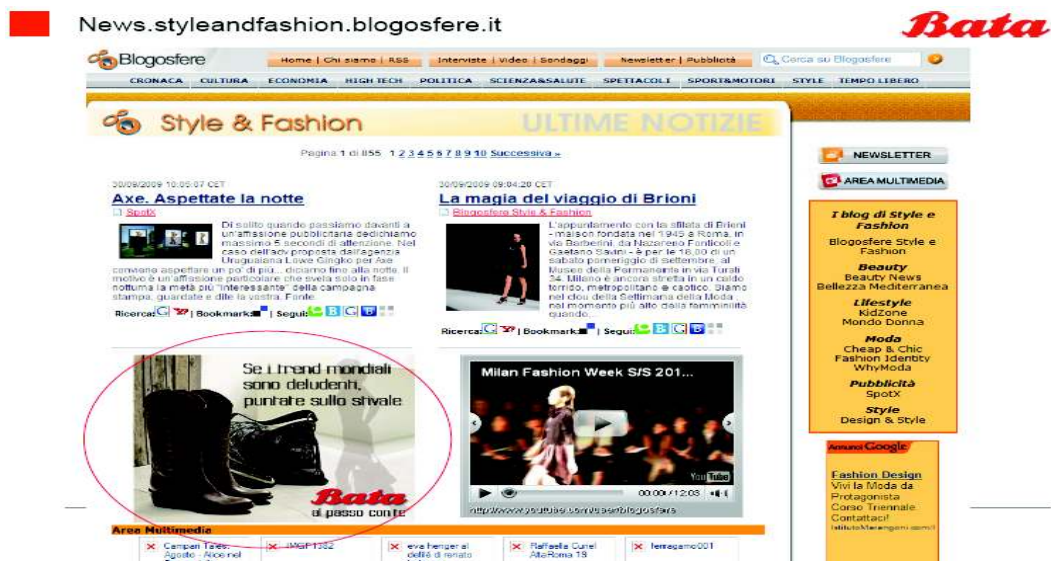 News.styleandfashion.blogosfere.it
Bata
Blogosfere
Home | Chi siamo | RSS
Interviste | Video | Sondaggi
Newsletter | Pubblicità
Cerca su Blogosfere
CRONACA CULTURA ECONOMIA HIGH TECH POLITICA SCIENZA&SALUTE SPETTACOLI SPORT&MOTORI STYLE TEMPO LIBERO
Style & Fashion
ULTIME NOTIZIE
Pagina 1 di 855 1 2 3 4 5 6 7 8 9 10 Successiva »
30/09/2009 10:05:07 CET
Axe. Aspettate la notte
SpotX
Di solito quando passiamo davanti a
un'affissione pubblicitaria dedichiamo
massimo 5 secondi di attenzione. Nel
caso dell'adv proposta dall'agenzia
Uruguaiana Lowe Gingko per Axe
conviene aspettare un po' di più... diciamo fino alla notte. Il
motivo è un'affissione particolare che svela solo in fase
notturna la metà più "interessante" della campagna
stampa, guardate e dite la vostra. Fonte
Ricerca: | Bookmark: | Segui:
30/09/2009 09:04:20 CET
La magia del viaggio di Brioni
Blogosfere Style & Fashion
L'appuntamento con la sfilata di Brioni
- maison fondata nel 1945 a Roma, in
via Barberini, da Nazareno Fonticoli e
Gaetano Savini - è per le 18,00 di un
sabato pomeriggio di settembre, al
Museo della Permanente in via Turati
34. Milano è ancora stretta in un caldo
torrido, metropolitano e caotico. Siamo
nel clou della Settimana della Moda
nel momento più alto della femminilità
quando...
Ricerca: | Bookmark: | Segui:
Se i trend mondiali
sono deludenti,
puntate sullo stivale
Bata
al passo con te
Milan Fashion Week S/S 201...
YouTube
00:00 / 12:03
http://www.youtube.com/user/blogosfere
Area Multimedia
Campari Tales:
Agosto - Alice nel
IMGP1382
eva henger al
defilè di renato
Raffaella Curiel
AltaRoma 19
ferragamo001
NEWSLETTER
AREA MULTIMEDIA
I blog di Style e
Fashion
Blogosfere Style e
Fashion
Beauty
Beauty News
Bellezza Mediterranea
Lifestyle
KidZone
Mondo Donna
Moda
Cheap & Chic
Fashion Identity
WhyModa
Pubblicità
SpotX
Style
Design & Style
Annunci Google
Fashion Design
Vivi la Moda da
Protagonista
Corso Triennale.
Contattaci!
IstitutoMarangoni.com/I